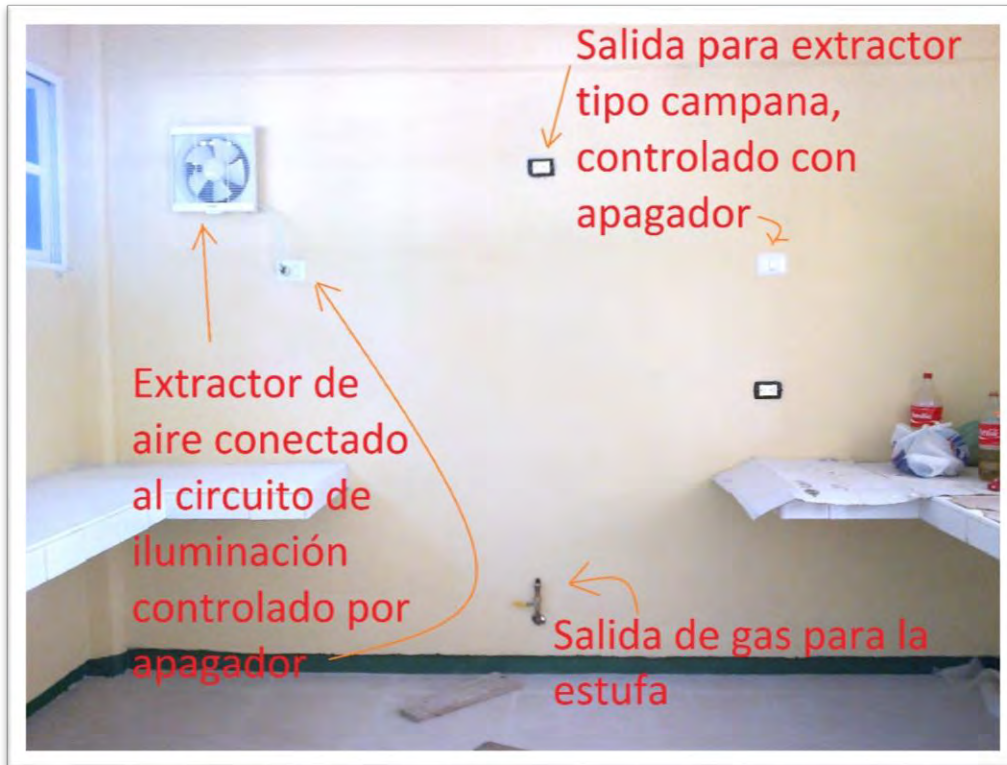 Salida para extractor
tipo campana,
controlado con
apagador
Extractor de
aire conectado
al circuito de
iluminación
controlado por
apagador
Salida de gas para la
estufa